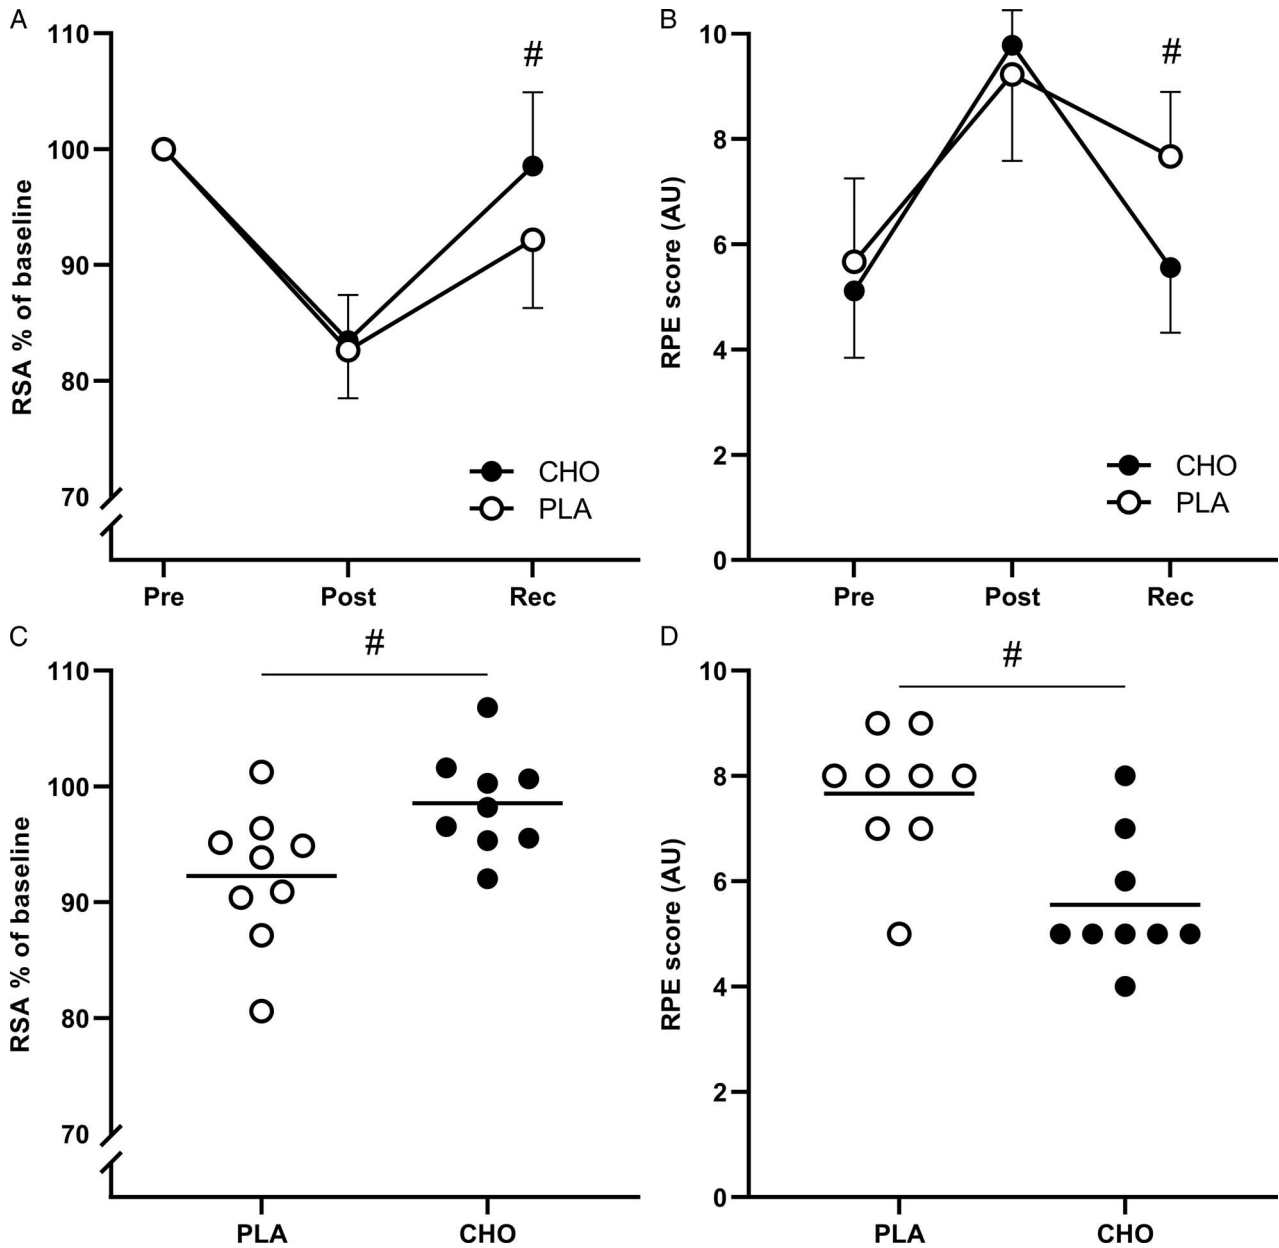 A
RSA % of baseline
110
100
90
80
70
#
CHO
PLA
Pre Post Rec
B
RPE score (AU)
10
8
6
4
2
0
#
CHO
PLA
Pre Post Rec
C
RSA % of baseline
110
100
90
80
70
#
PLA CHO
D
RPE score (AU)
10
8
6
4
2
0
#
PLA CHO